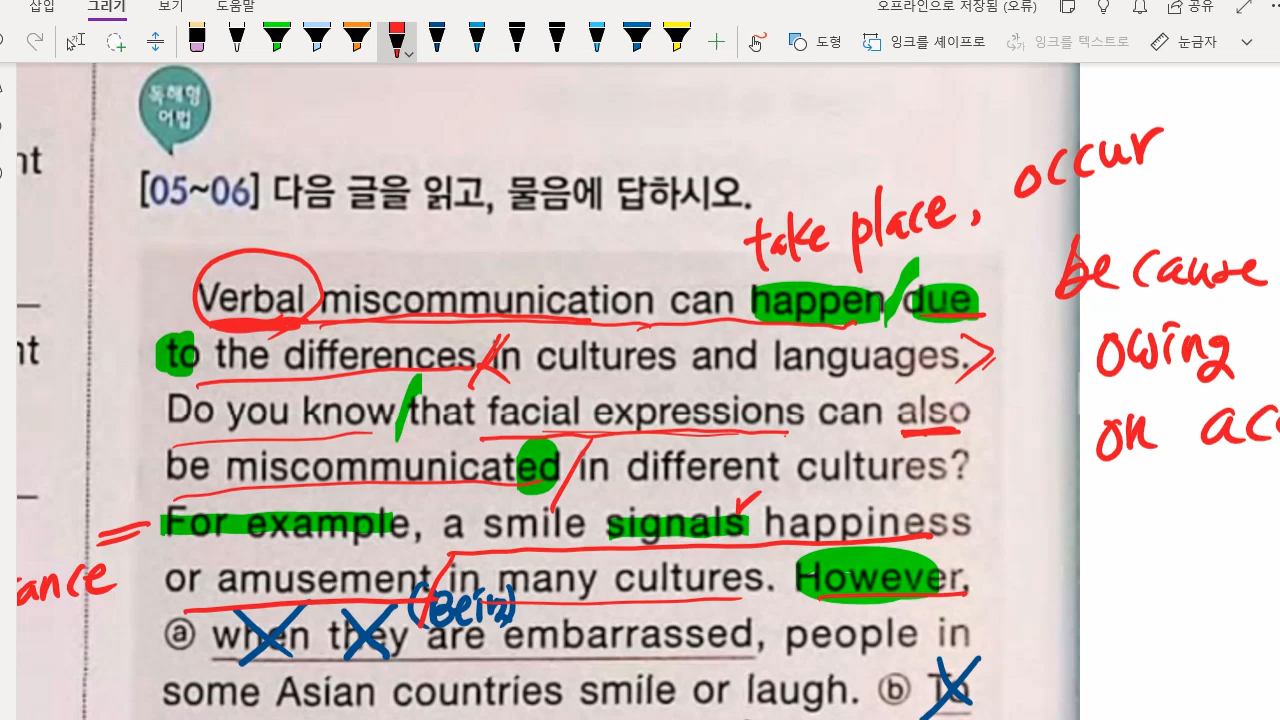 삽입 그리기 보기 도움말 오프라인으로 저장됨 (오류) 공유
도형 잉크를 셰이프로 잉크를 텍스트로 눈금자
독해형
어법
nt
[05~06] 다음 글을 읽고, 물음에 답하시오.
take place, occur
Verbal miscommunication can happen due
because
to the differences in cultures and languages.
nt
owing
Do you know that facial expressions can also
on acc
be miscommunicated in different cultures?
For example, a smile signals happiness
ance
or amusement in many cultures. However,
(Being)
ⓐ when they are embarrassed, people in
some Asian countries smile or laugh. ⓑ To